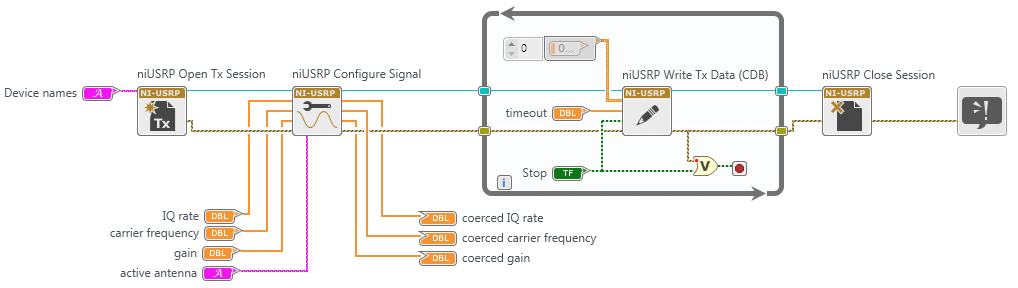 niUSRP Open Tx Session
niUSRP Configure Signal
niUSRP Write Tx Data (CDB)
niUSRP Close Session
0
0...
Device names
A
NI-USRP
Tx
NI-USRP
NI-USRP
NI-USRP
timeout
DBL
Stop
TF
V
i
IQ rate
DBL
DBL
coerced IQ rate
carrier frequency
DBL
DBL
coerced carrier frequency
gain
DBL
DBL
coerced gain
active antenna
A